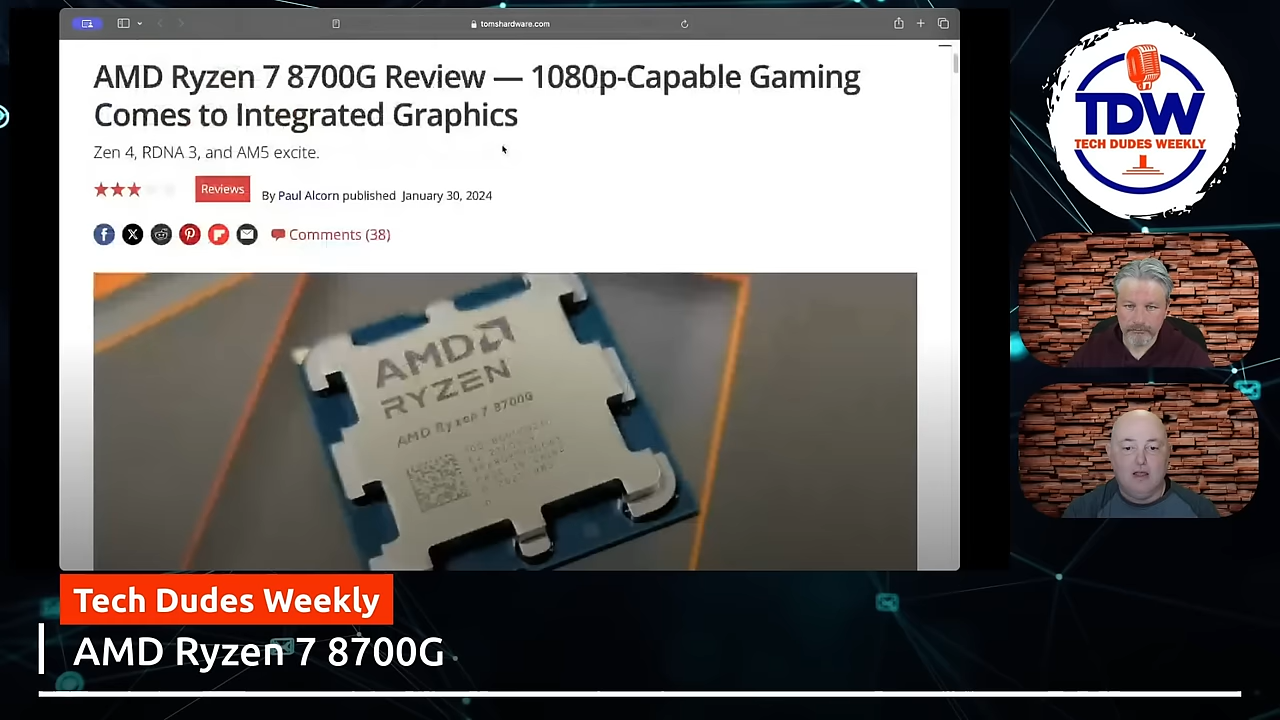 tomshardware.com
AMD Ryzen 7 8700G Review — 1080p-Capable Gaming
Comes to Integrated Graphics
Zen 4, RDNA 3, and AM5 excite.
Reviews
By Paul Alcorn published January 30, 2024
Comments (38)
AMD
RYZEN
AMD Ryzen 7 8700G
TDW
TECH DUDES WEEKLY
Tech Dudes Weekly
AMD Ryzen 7 8700G